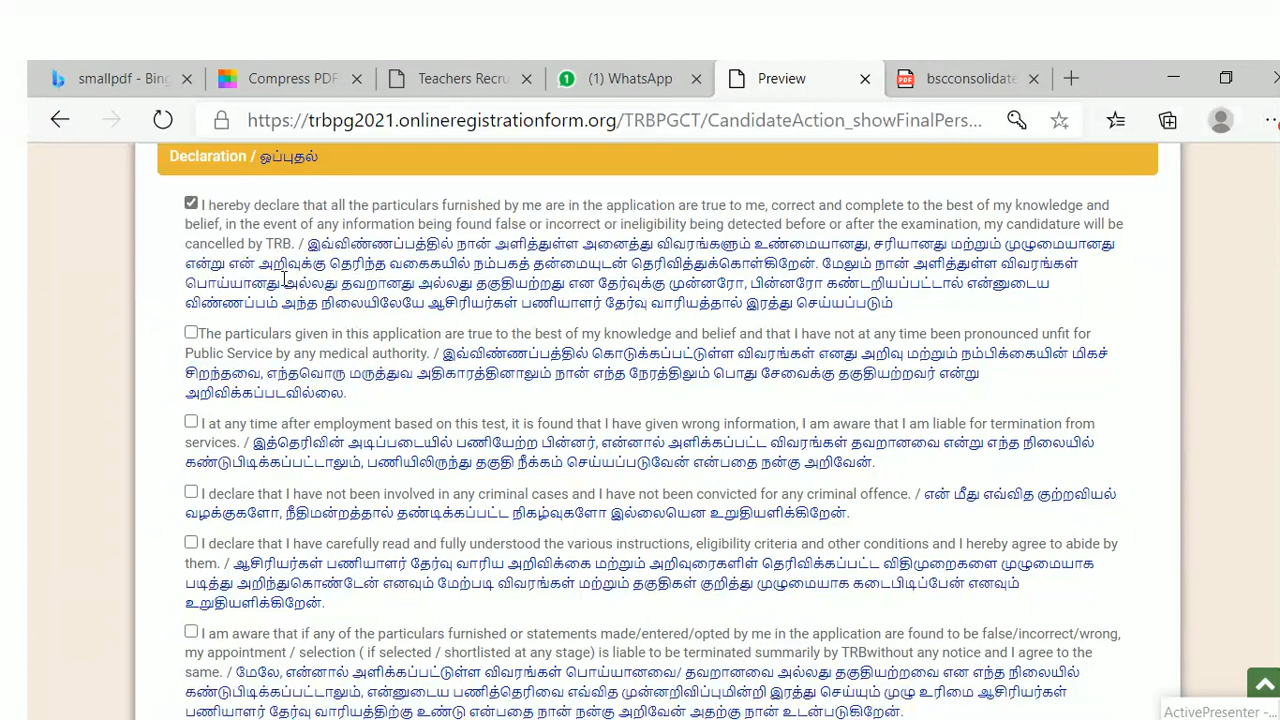 smallpdf - Bing
Compress PDF
Teachers Recru
(1) WhatsApp
Preview
bscconsolidate
https://trbpg2021.onlineregistrationform.org/TRBPGCT/CandidateAction_showFinalPers...
Declaration / ஒப்புதல்
I hereby declare that all the particulars furnished by me are in the application are true to me, correct and complete to the best of my knowledge and
belief, in the event of any information being found false or incorrect or ineligibility being detected before or after the examination, my candidature will be
cancelled by TRB. / இவ்விண்ணப்பத்தில் நான் அளித்துள்ள அனைத்து விவரங்களும் உண்மையானது, சரியானது மற்றும் முழுமையானது
என்று என் அறிவுக்கு தெரிந்த வகையில் நம்பகத் தன்மையுடன் தெரிவித்துக்கொள்கிறேன். மேலும் நான் அளித்துள்ள விவரங்கள்
பொய்யானது அல்லது தவறானது அல்லது தகுதியற்றது என தேர்வுக்கு முன்னரோ, பின்னரோ கண்டறியப்பட்டால் என்னுடைய
விண்ணப்பம் அந்த நிலையிலேயே ஆசிரியர்கள் பணியாளர் தேர்வு வாரியத்தால் இரத்து செய்யப்படும்
The particulars given in this application are true to the best of my knowledge and belief and that I have not at any time been pronounced unfit for
Public Service by any medical authority. / இவ்விண்ணப்பத்தில் கொடுக்கப்பட்டுள்ள விவரங்கள் எனது அறிவு மற்றும் நம்பிக்கையின் மிகச்
சிறந்தவை, எந்தவொரு மருத்துவ அதிகாரத்தினாலும் நான் எந்த நேரத்திலும் பொது சேவைக்கு தகுதியற்றவர் என்று
அறிவிக்கப்படவில்லை.
I at any time after employment based on this test, it is found that I have given wrong information, I am aware that I am liable for termination from
services. / இத்தெரிவின் அடிப்படையில் பணியேற்ற பின்னர், என்னால் அளிக்கப்பட்ட விவரங்கள் தவறானவை என்று எந்த நிலையில்
கண்டுபிடிக்கப்பட்டாலும், பணியிலிருந்து தகுதி நீக்கம் செய்யப்படுவேன் என்பதை நன்கு அறிவேன்.
I declare that I have not been involved in any criminal cases and I have not been convicted for any criminal offence. / என் மீது எவ்வித குற்றவியல்
வழக்குகளோ, நீதிமன்றத்தால் தண்டிக்கப்பட்ட நிகழ்வுகளோ இல்லையென உறுதியளிக்கிறேன்.
I declare that I have carefully read and fully understood the various instructions, eligibility criteria and other conditions and I hereby agree to abide by
them. / ஆசிரியர்கள் பணியாளர் தேர்வு வாரிய அறிவிக்கை மற்றும் அறிவுரைகளிள் தெரிவிக்கப்பட்ட விதிமுறைகளை முழுமையாக
படித்து அறிந்துகொண்டேன் எனவும் மேற்படி விவரங்கள் மற்றும் தகுதிகள் குறித்து முழுமையாக கடைபிடிப்பேன் எனவும்
உறுதியளிக்கிறேன்.
I am aware that if any of the particulars furnished or statements made/entered/opted by me in the application are found to be false/incorrect/wrong,
my appointment / selection ( if selected / shortlisted at any stage) is liable to be terminated summarily by TRBwithout any notice and I agree to the
same. / மேலே, என்னால் அளிக்கப்பட்டுள்ள விவரங்கள் பொய்யானவை/ தவறானவை அல்லது தகுதியற்றவை என எந்த நிலையில்
கண்டுபிடிக்கப்பட்டாலும், என்னுடைய பணித்தெரிவை எவ்வித முன்னறிவிப்புமின்றி இரத்து செய்யும் முழு உரிமை ஆசிரியர்கள்
பணியாளர் தேர்வு வாரியத்திற்கு உண்டு என்பதை நான் நன்கு அறிவேன் அதற்கு நான் உடன்படுகிறேன்.
ActivePresenter -...